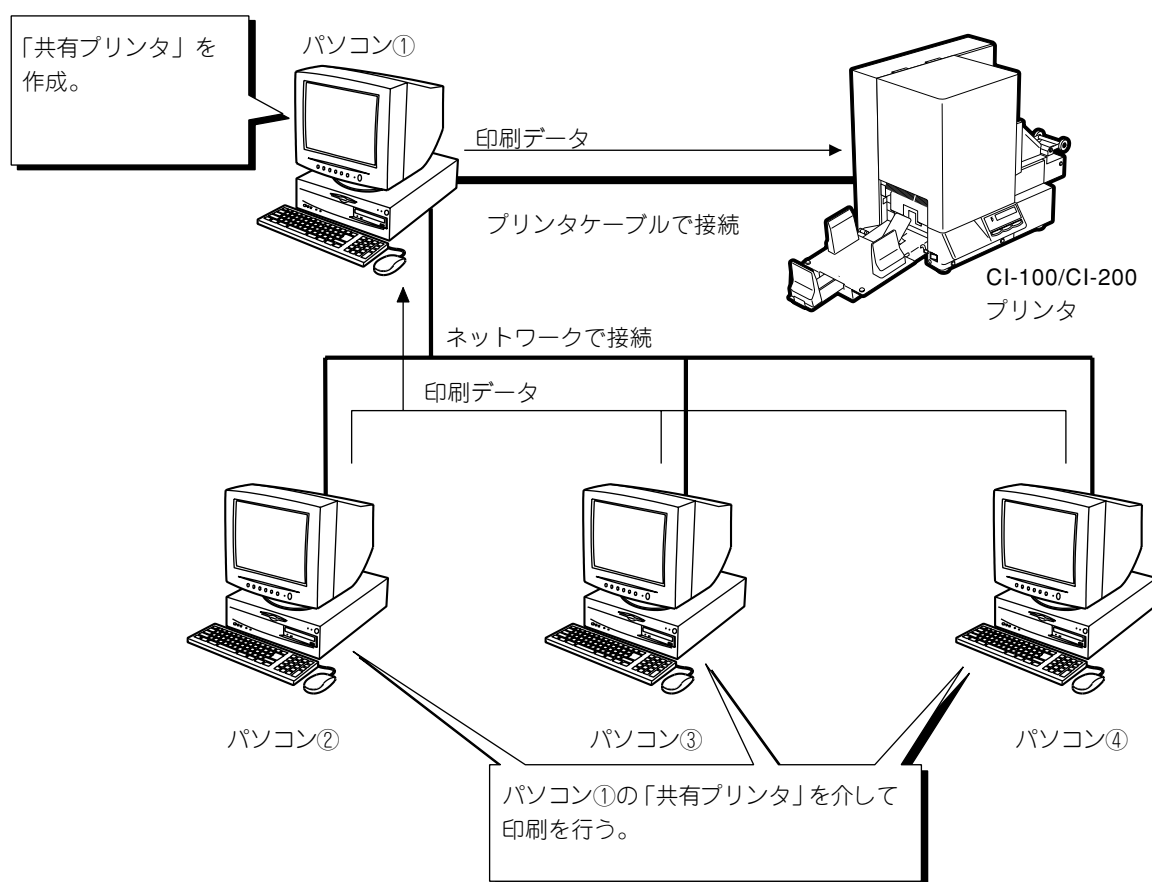 「共有プリンタ」を
作成。
パソコン①
印刷データ
プリンタケーブルで接続
CI-100/CI-200
プリンタ
ネットワークで接続
印刷データ
パソコン②
パソコン③
パソコン④
パソコン①の「共有プリンタ」を介して
印刷を行う。